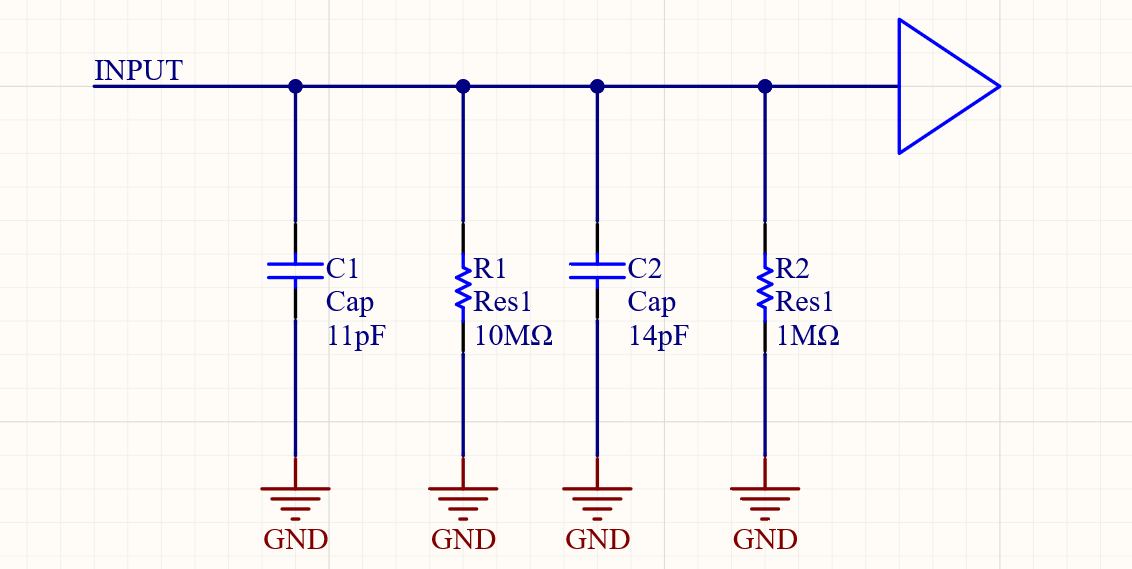 INPUT
C1
Cap
11pF
R1
Res1
10MΩ
C2
Cap
14pF
R2
Res1
1MΩ
GND
GND
GND
GND